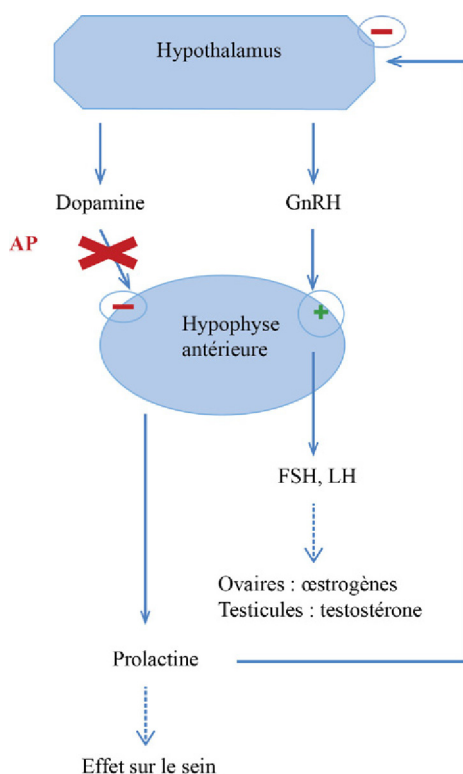 Hypothalamus
Dopamine
GnRH
AP
Hypophyse
antérieure
FSH, LH
Ovaires : œstrogènes
Testicules : testostérone
Prolactine
Effet sur le sein